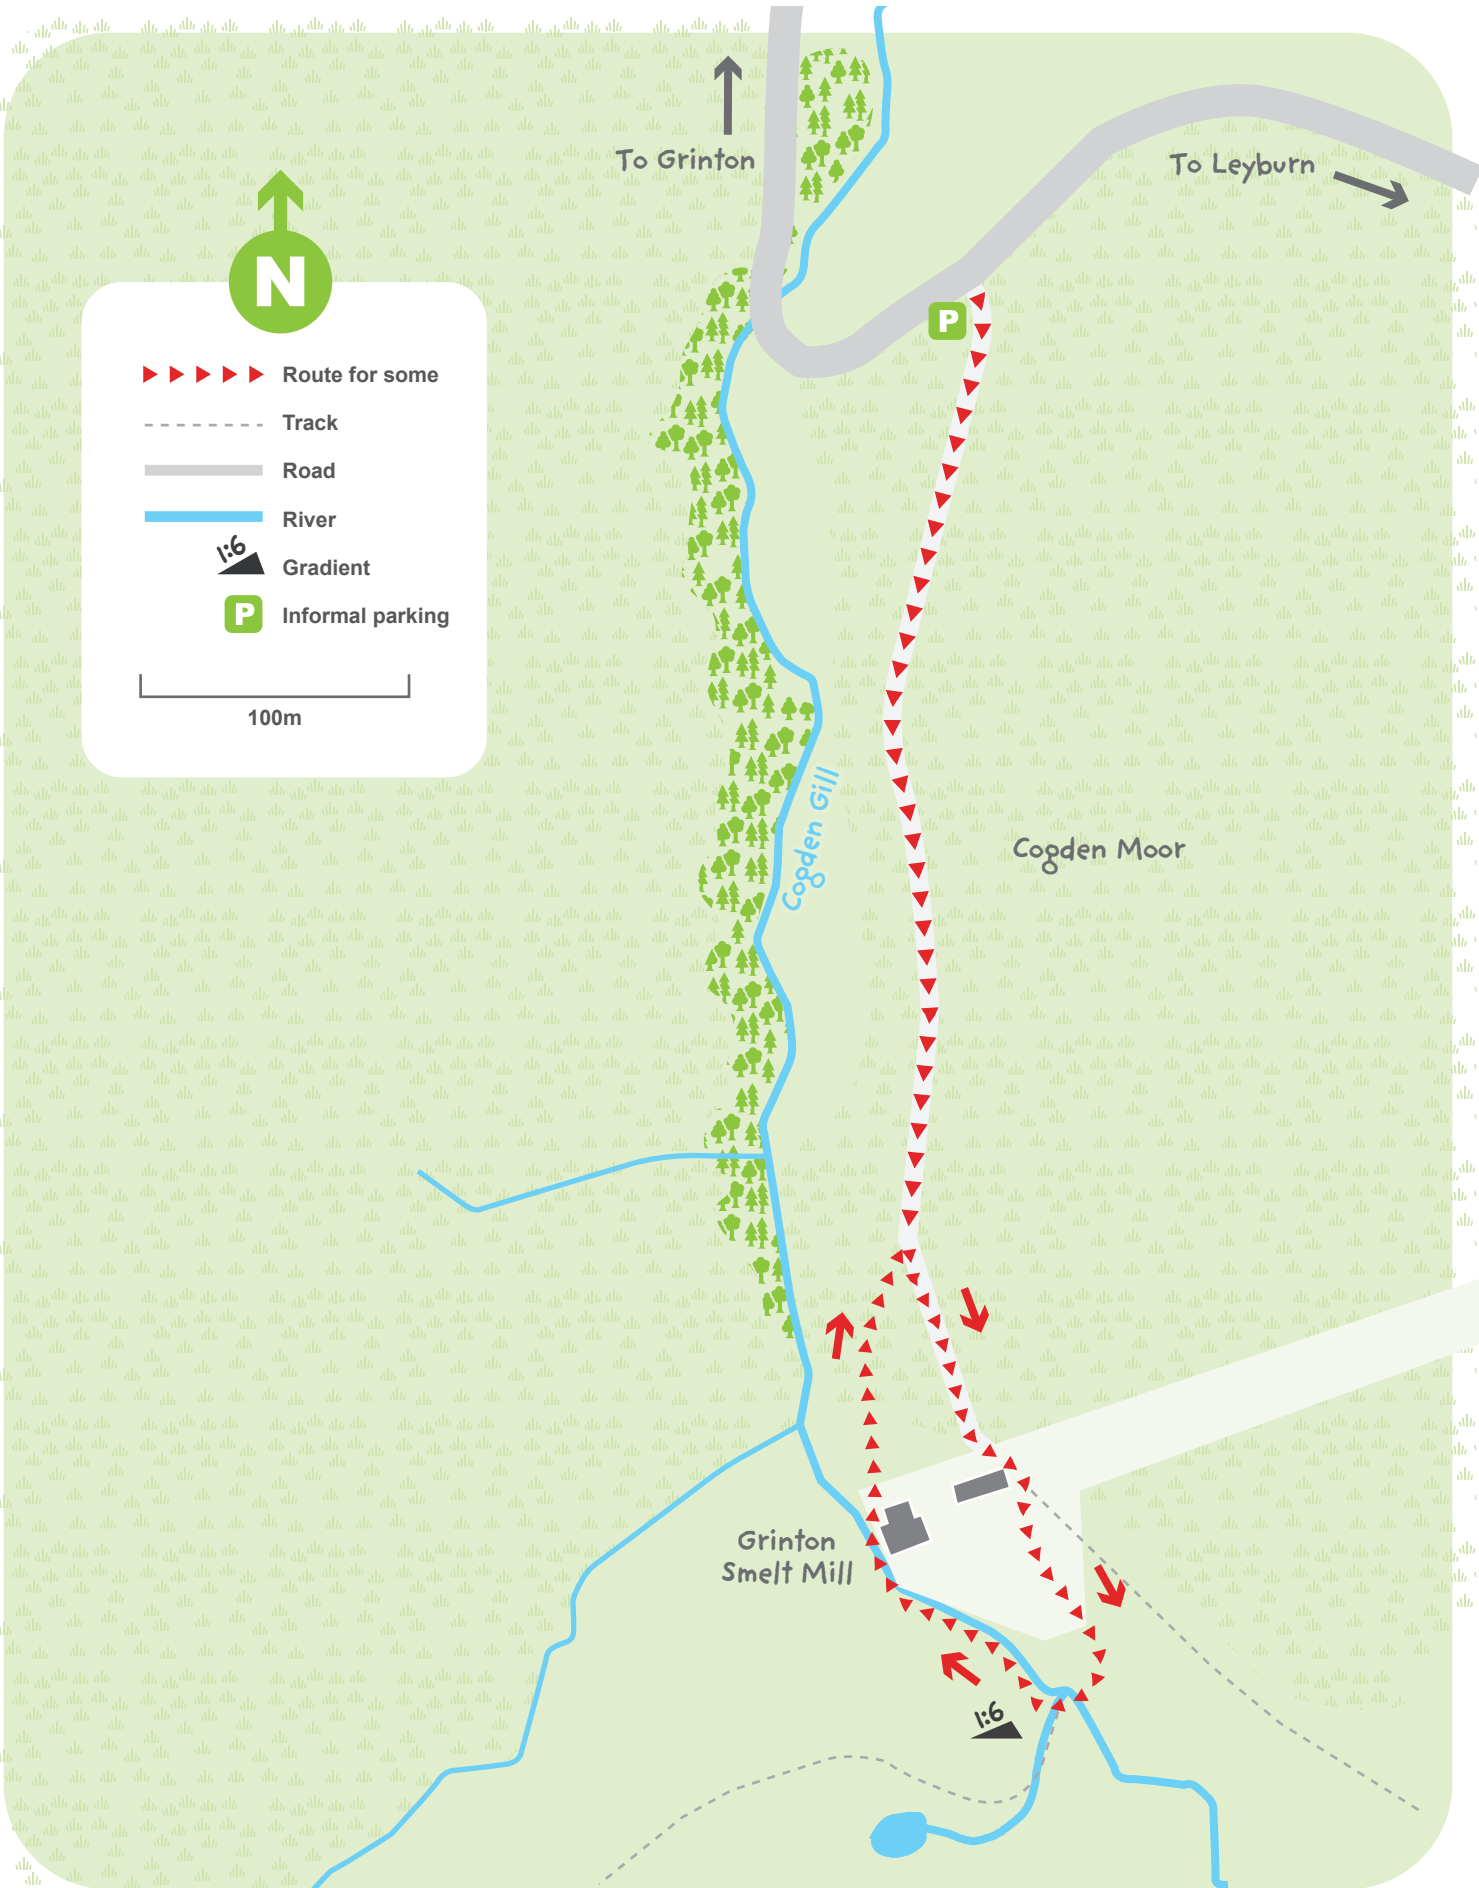 To Grinton
To Leyburn
N
P
Route for some
Track
Road
River
1:6
Gradient
P
Informal parking
100m
Cogden Gill
Cogden Moor
Grinton
Smelt Mill
1:6